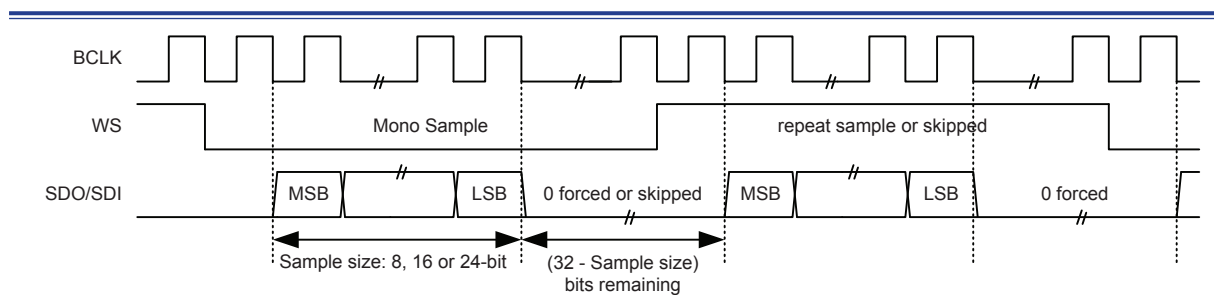 BCLK
WS
Mono Sample
repeat sample or skipped
SDO/SDI
MSB
LSB
0 forced or skipped
MSB
LSB
0 forced
Sample size: 8, 16 or 24-bit
(32 - Sample size)
bits remaining